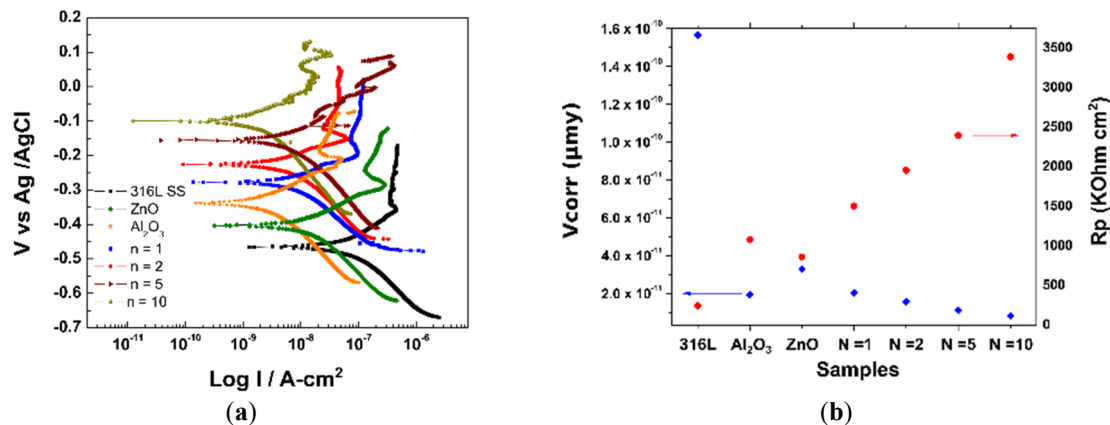 (a)
0.2
0.1
0.0
-0.1
-0.2
-0.3
-0.4
-0.5
-0.6
-0.7
V vs Ag /AgCl
316L SS
ZnO
Al₂O₃
n = 1
n = 2
n = 5
n = 10
10⁻¹¹ 10⁻¹⁰ 10⁻⁹ 10⁻⁸ 10⁻⁷ 10⁻⁶
Log I / A-cm²
(a)
b)
1.6 x 10⁻¹⁰
1.4 x 10⁻¹⁰
1.2 x 10⁻¹⁰
1.0 x 10⁻¹⁰
8.0 x 10⁻¹¹
6.0 x 10⁻¹¹
4.0 x 10⁻¹¹
2.0 x 10⁻¹¹
Vcorr (µmy)
3500
3000
2500
2400
2000
1500
1000
500
0
Rp (KOhm cm²)
316L Al₂O₃ ZnO N =1 N =2 N =5 N =10
Samples
(b)